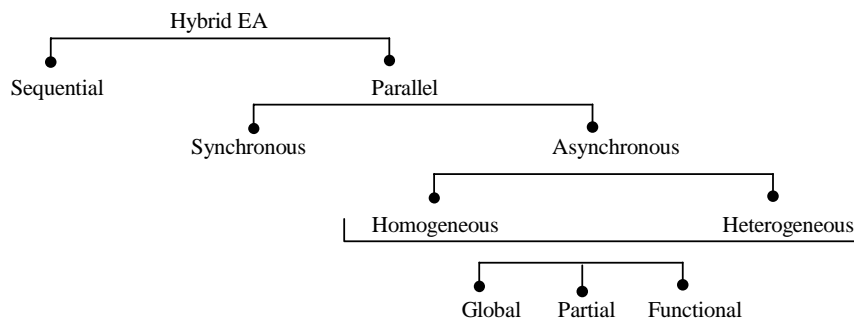 Hybrid EA
Sequential Parallel
Synchronous Asynchronous
Homogeneous Heterogeneous
Global Partial Functional